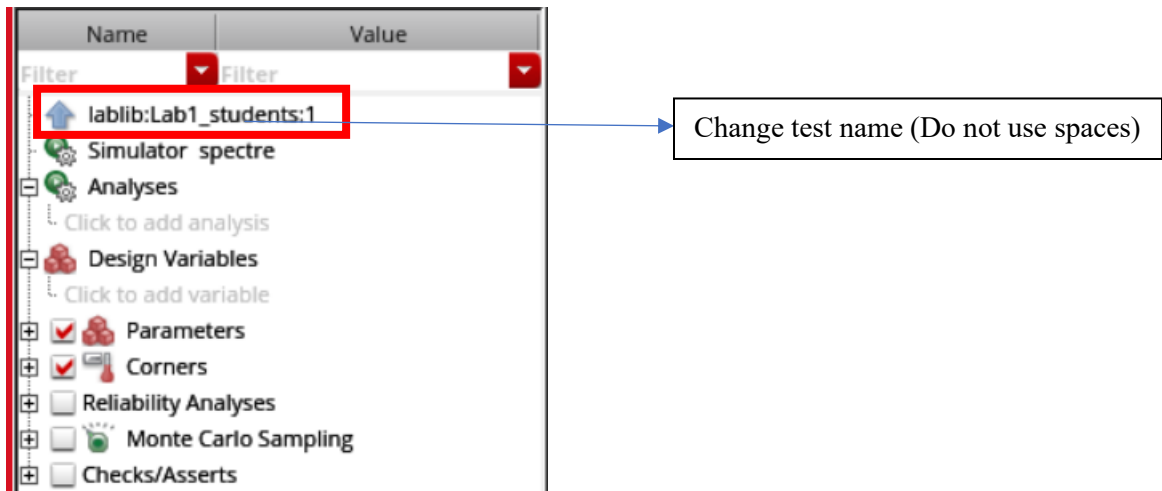 Name Value
Filter Filter
lablib:Lab1_students:1
Change test name (Do not use spaces)
Simulator spectre
Analyses
Click to add analysis
Design Variables
Click to add variable
Parameters
Corners
Reliability Analyses
Monte Carlo Sampling
Checks/Asserts